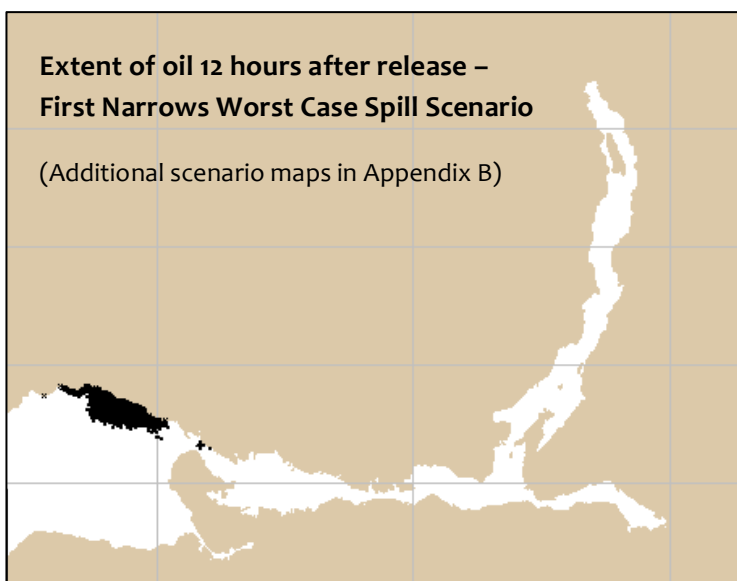 Extent of oil 12 hours after release –
First Narrows Worst Case Spill Scenario
(Additional scenario maps in Appendix B)